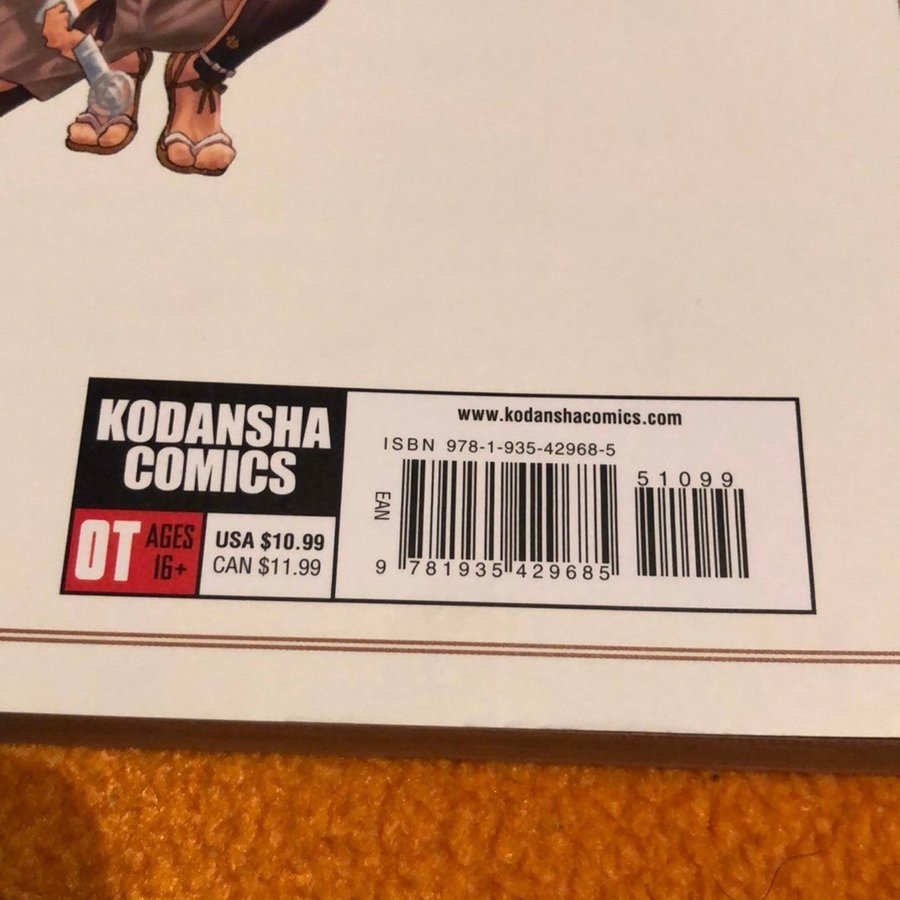 KODANSHA
COMICS
OT AGES
16+
USA $10.99
CAN $11.99
www.kodanshacomics.com
ISBN 978-1-935-42968-5
51099
EAN
9 781935 429685